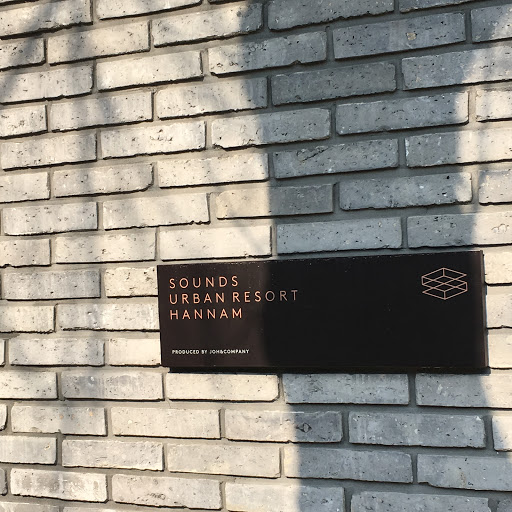 SOUNDS
URBAN RESORT
HANNAM
PRODUCED BY JOH&COMPANY